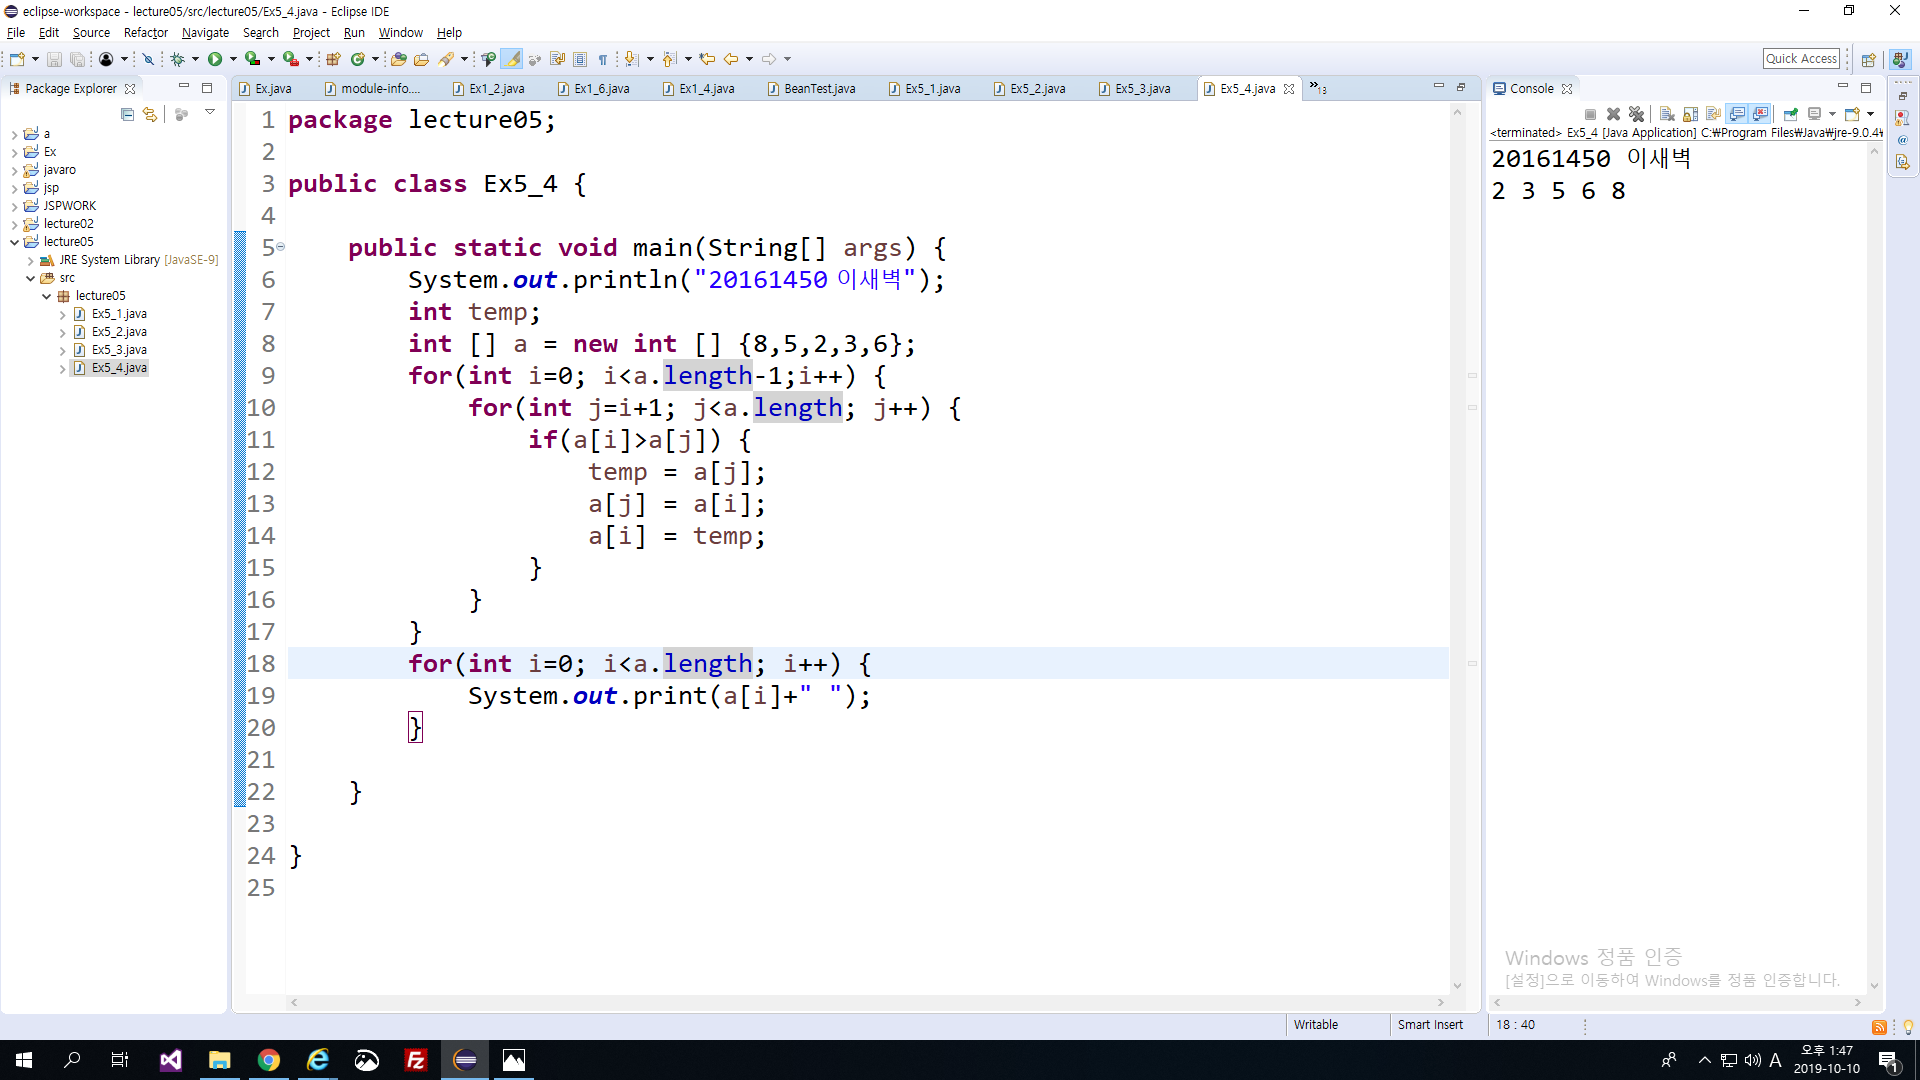 eclipse-workspace - lecture05/src/lecture05/Ex5_4.java - Eclipse IDE
File Edit Source Refactor Navigate Search Project Run Window Help
Quick Access
Package Explorer
a
Ex
javaro
jsp
JSPWORK
lecture02
lecture05
JRE System Library [JavaSE-9]
src
lecture05
Ex5_1.java
Ex5_2.java
Ex5_3.java
Ex5_4.java
Ex.java module-info.... Ex1_2.java Ex1_6.java Ex1_4.java BeanTest.java Ex5_1.java Ex5_2.java Ex5_3.java Ex5_4.java »13
1 package lecture05;
2
3 public class Ex5_4 {
4
5 public static void main(String[] args) {
6 System.out.println("20161450 이새벽");
7 int temp;
8 int [] a = new int [] {8,5,2,3,6};
9 for(int i=0; i<a.length-1;i++) {
10 for(int j=i+1; j<a.length; j++) {
11 if(a[i]>a[j]) {
12 temp = a[j];
13 a[j] = a[i];
14 a[i] = temp;
15 }
16 }
17 }
18 for(int i=0; i<a.length; i++) {
19 System.out.print(a[i]+" ");
20 }
21
22 }
23
24 }
25
Console
<terminated> Ex5_4 [Java Application] C:₩Program Files₩Java₩jre-9.0.4₩
20161450 이새벽
2 3 5 6 8
Windows 정품 인증
[설정]으로 이동하여 Windows를 정품 인증합니다.
Writable Smart Insert 18 : 40
A 오후 1:47
2019-10-10
1